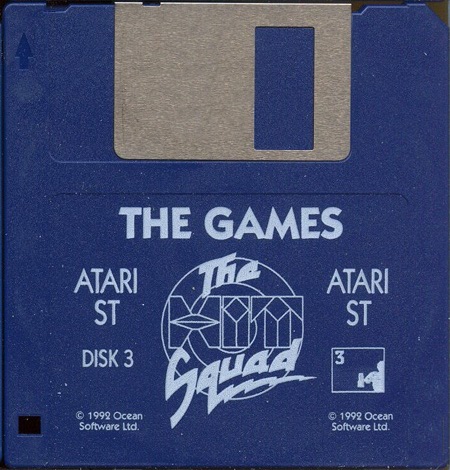 THE GAMES
ATARI
ST
The
HIT
Squad
ATARI
ST
DISK 3
3
© 1992 Ocean
Software Ltd.
© 1992 Ocean
Software Ltd.